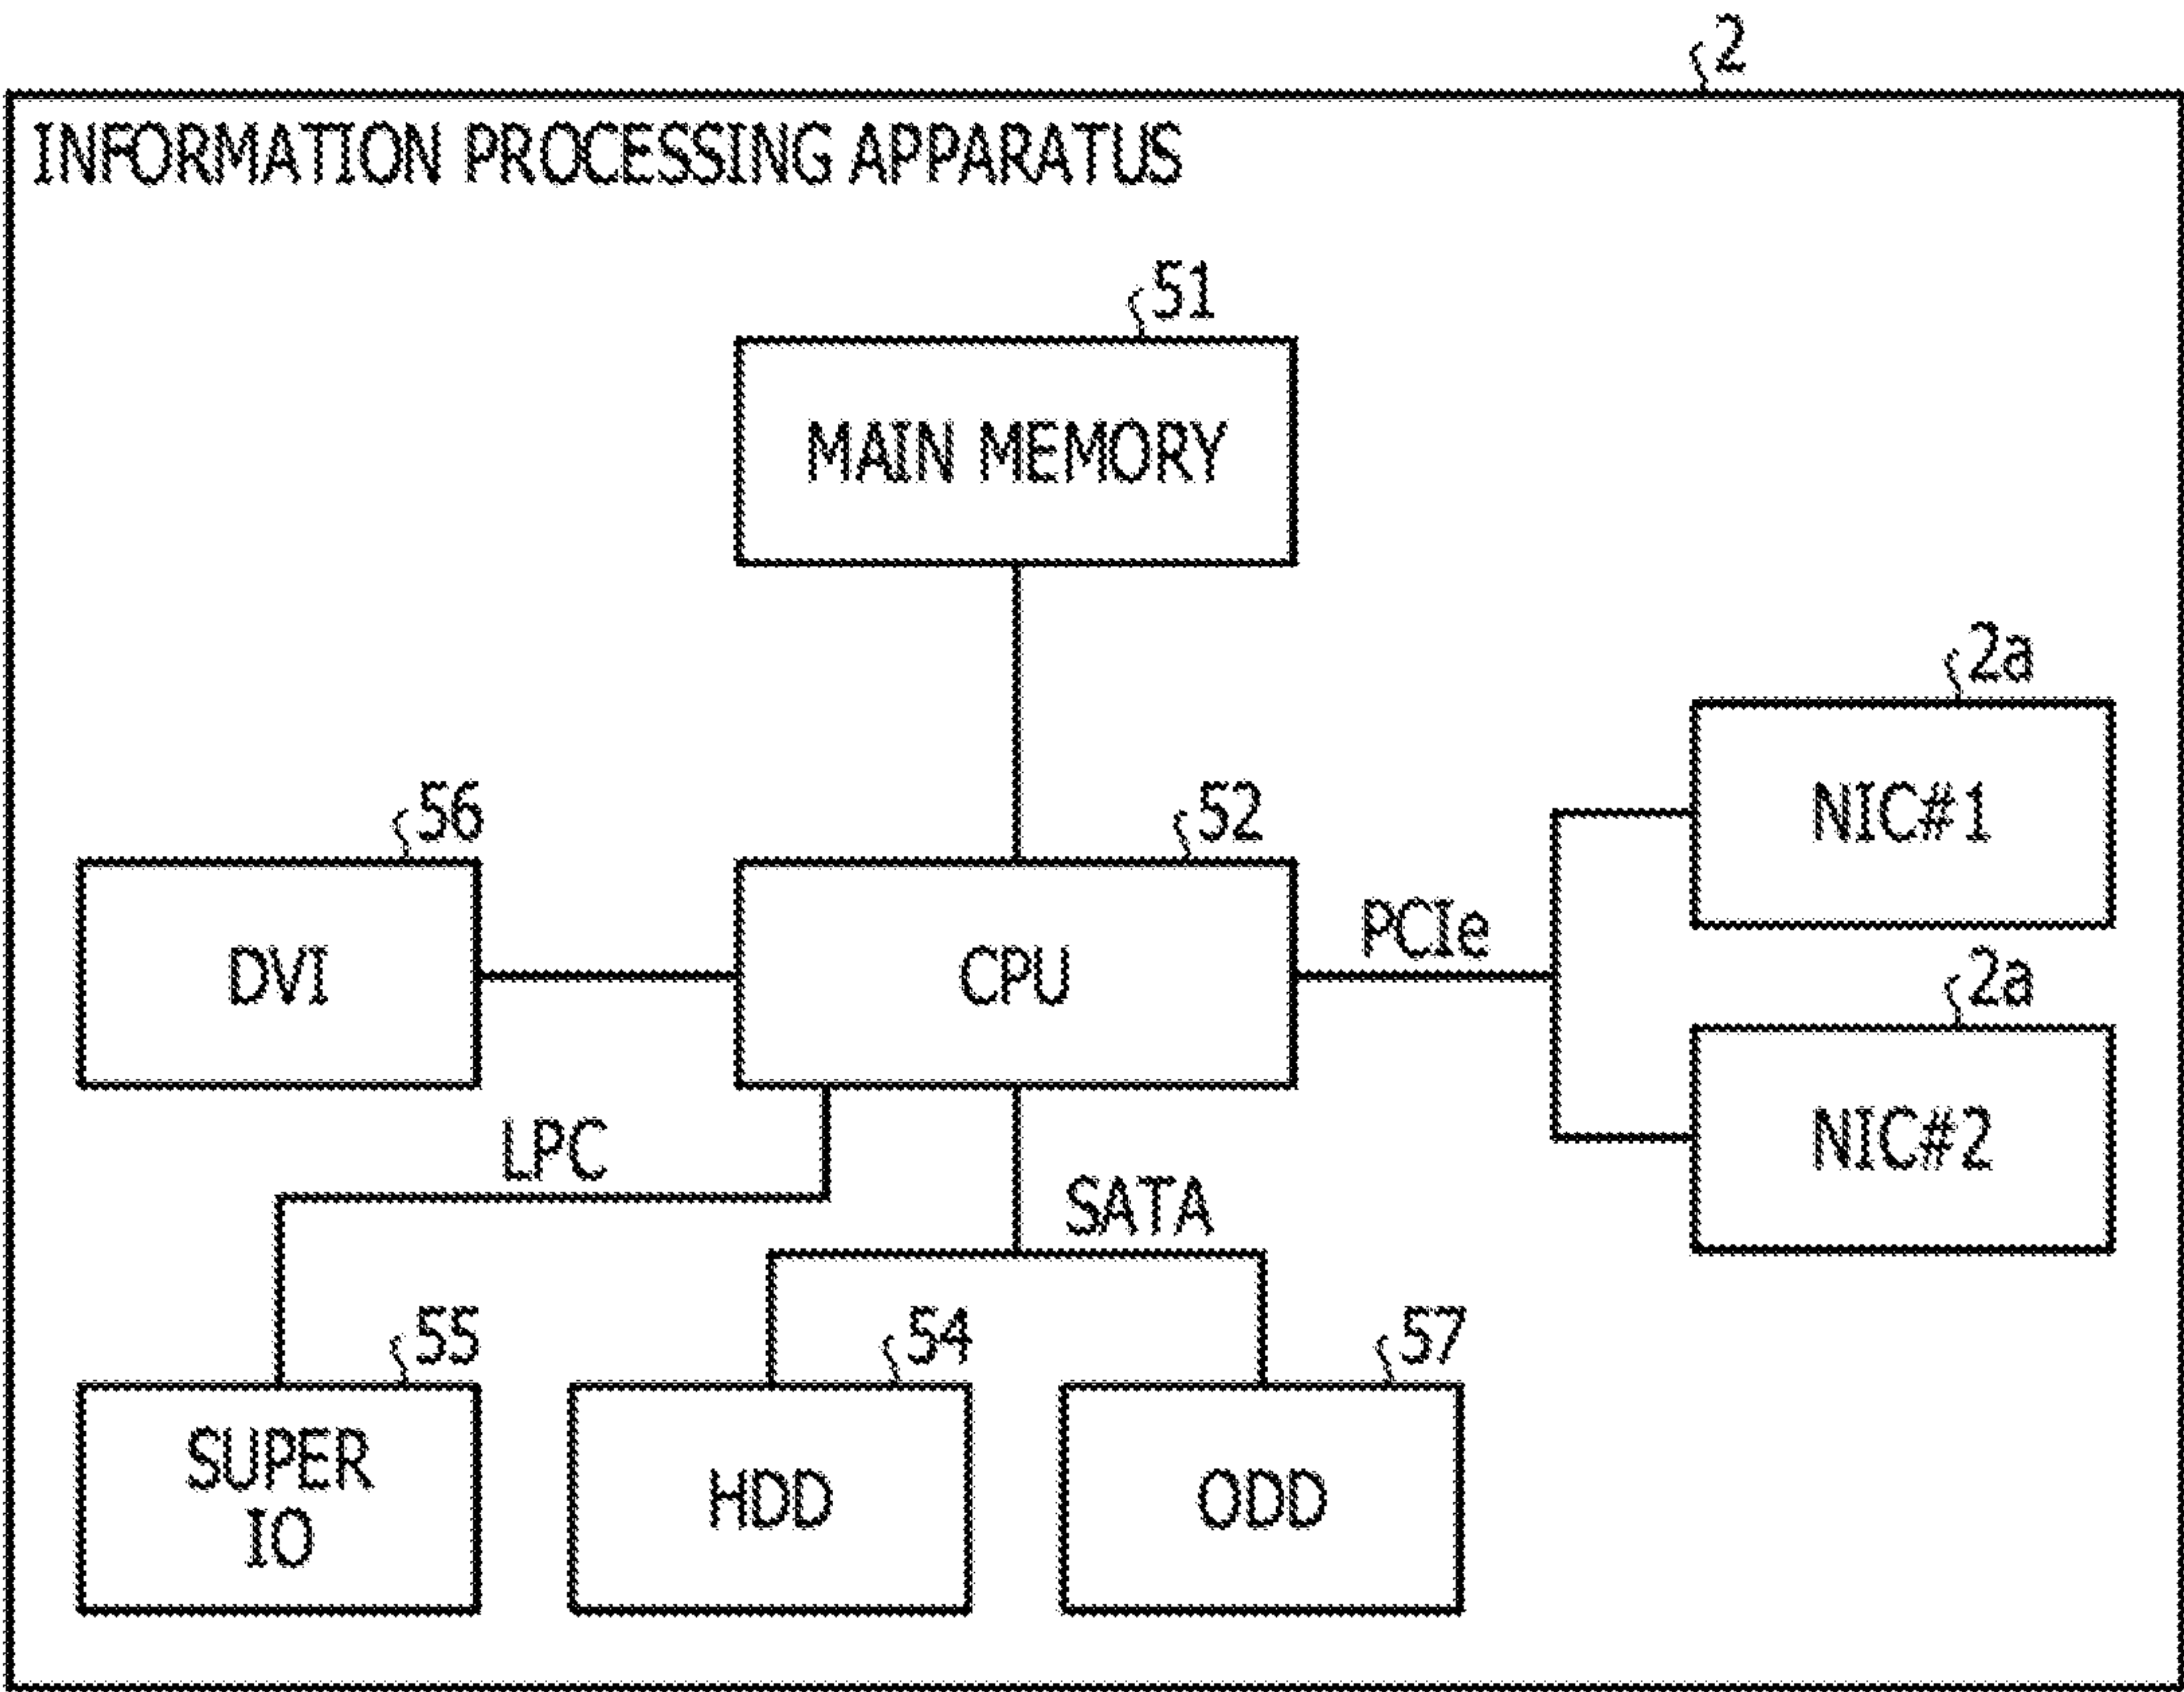 2
INFORMATION PROCESSING APPARATUS
51
MAIN MEMORY
2a
NIC#1
56
DVI
52
CPU
PCIe
2a
NIC#2
LPC
SATA
55
SUPER
IO
54
HDD
57
ODD